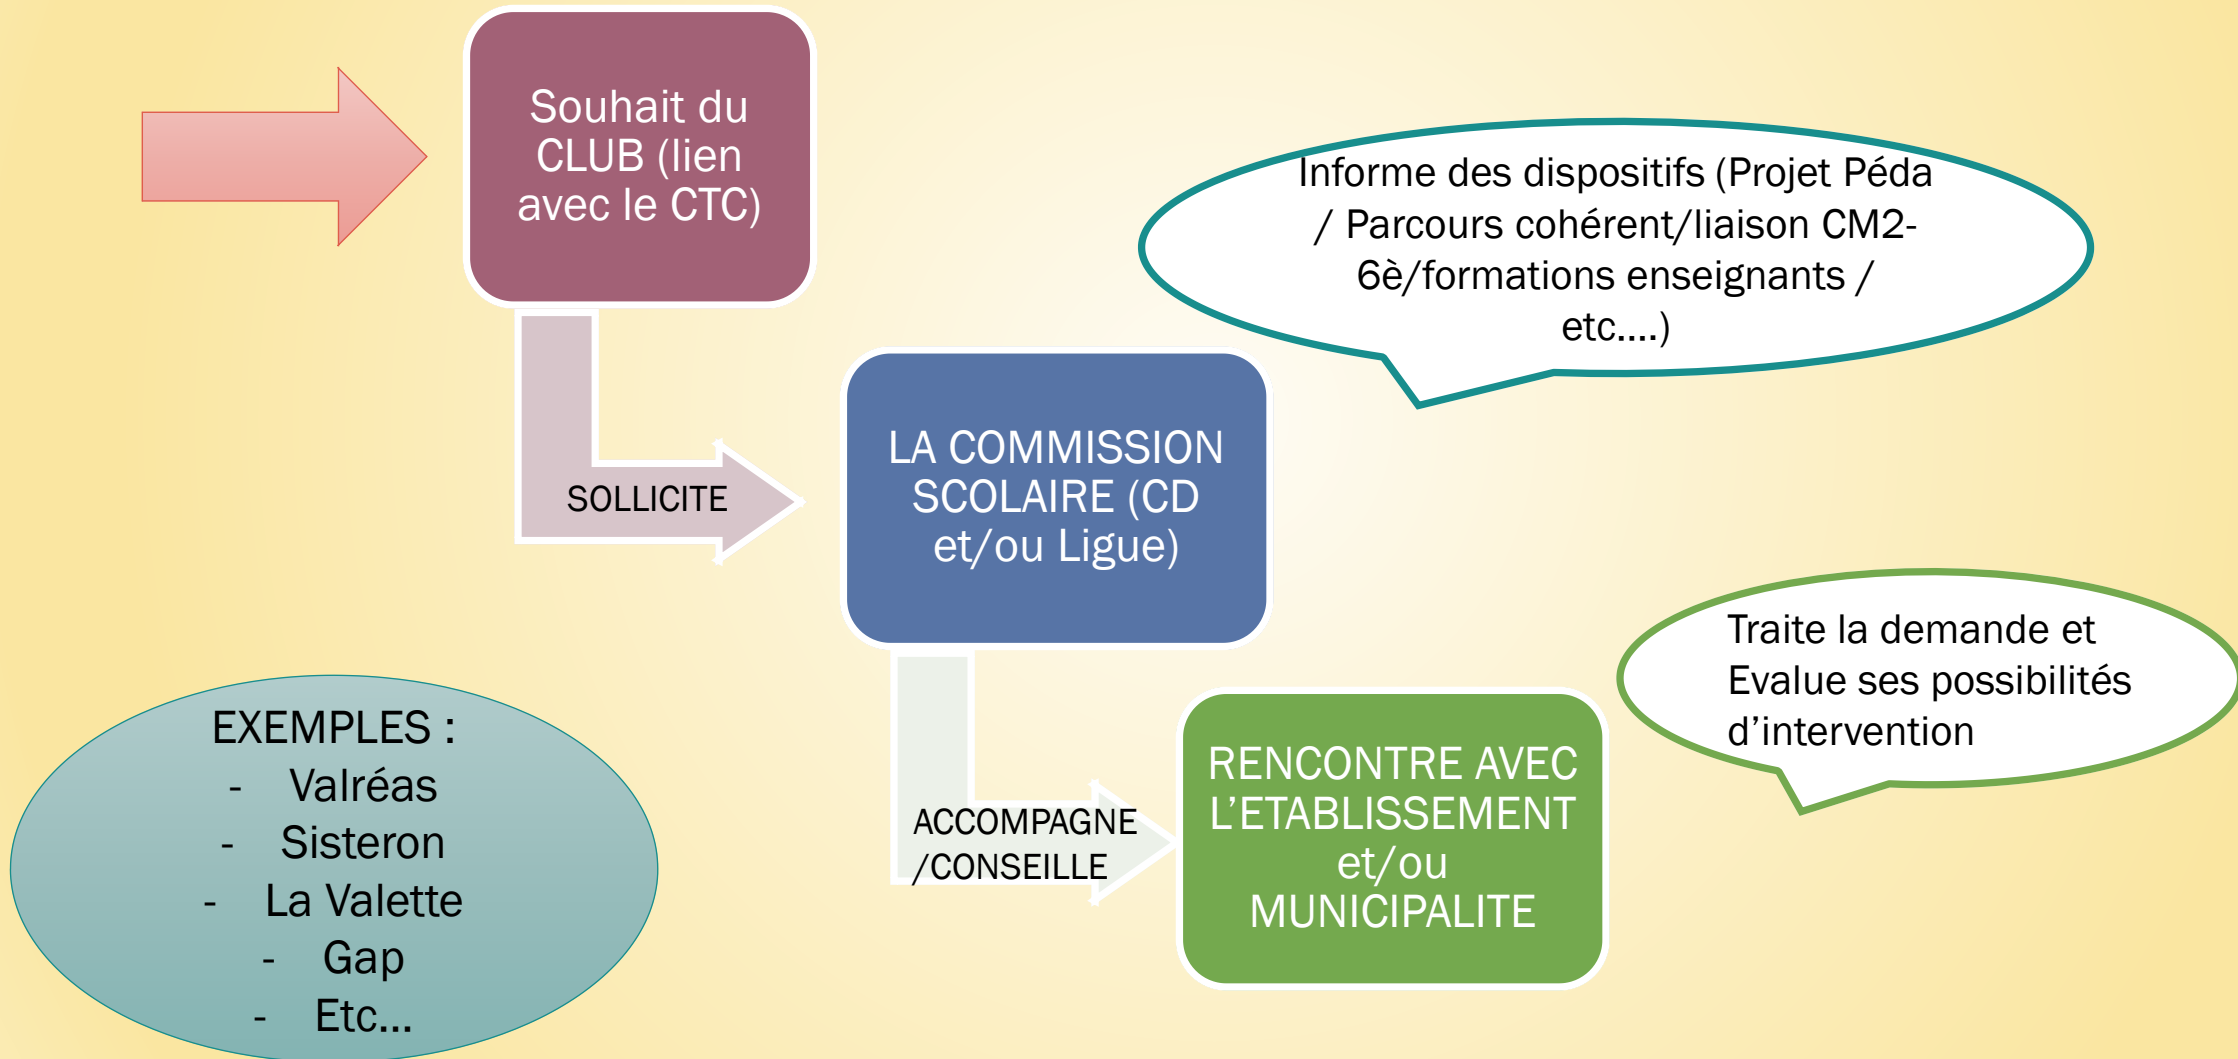 Souhait du
CLUB (lien
avec le CTC)
Informe des dispositifs (Projet Péda
/ Parcours cohérent/liaison CM2-
6è/formations enseignants /
etc....)
SOLLICITE
LA COMMISSION
SCOLAIRE (CD
et/ou Ligue)
Traite la demande et
Evalue ses possibilités
d’intervention
ACCOMPAGNE
/CONSEILLE
RENCONTRE AVEC
L’ETABLISSEMENT
et/ou
MUNICIPALITE
EXEMPLES :
- Valréas
- Sisteron
- La Valette
- Gap
- Etc...